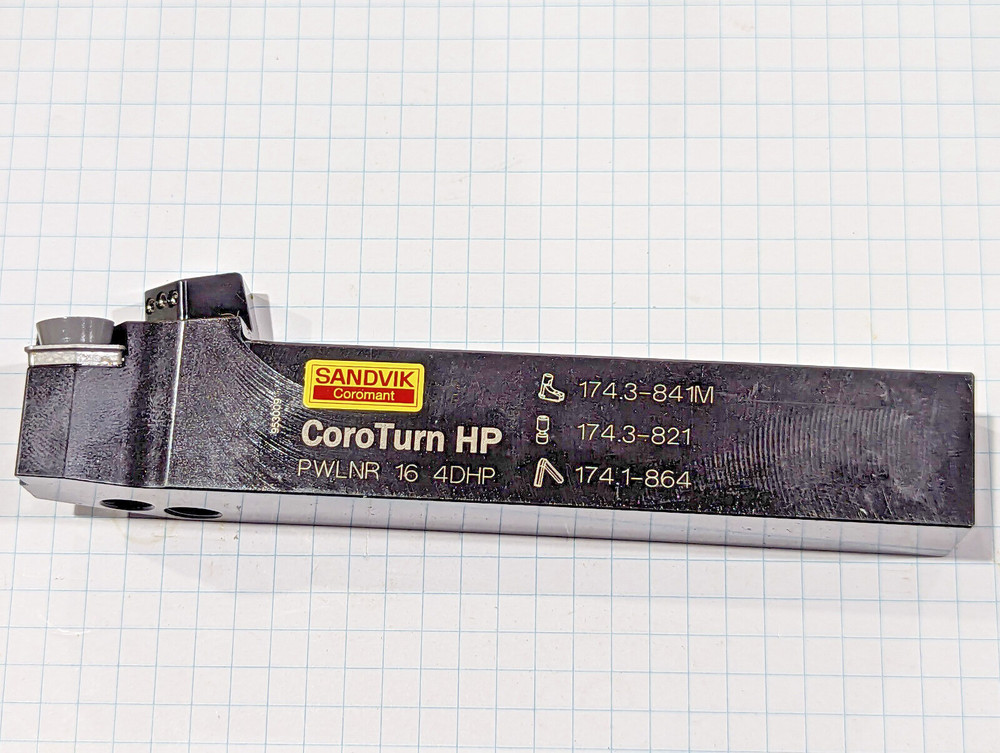 SANDVIK
Coromant
CoroTurn HP
PWLNR 16 4DHP
174.3-841M
174.3-821
174.1-864